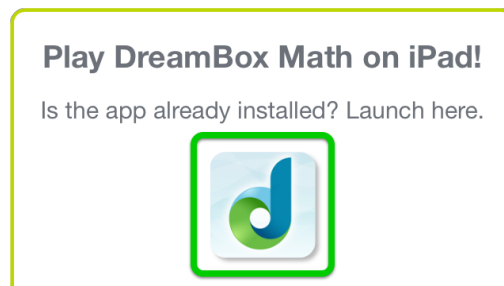 Play DreamBox Math on iPad!
Is the app already installed? Launch here.